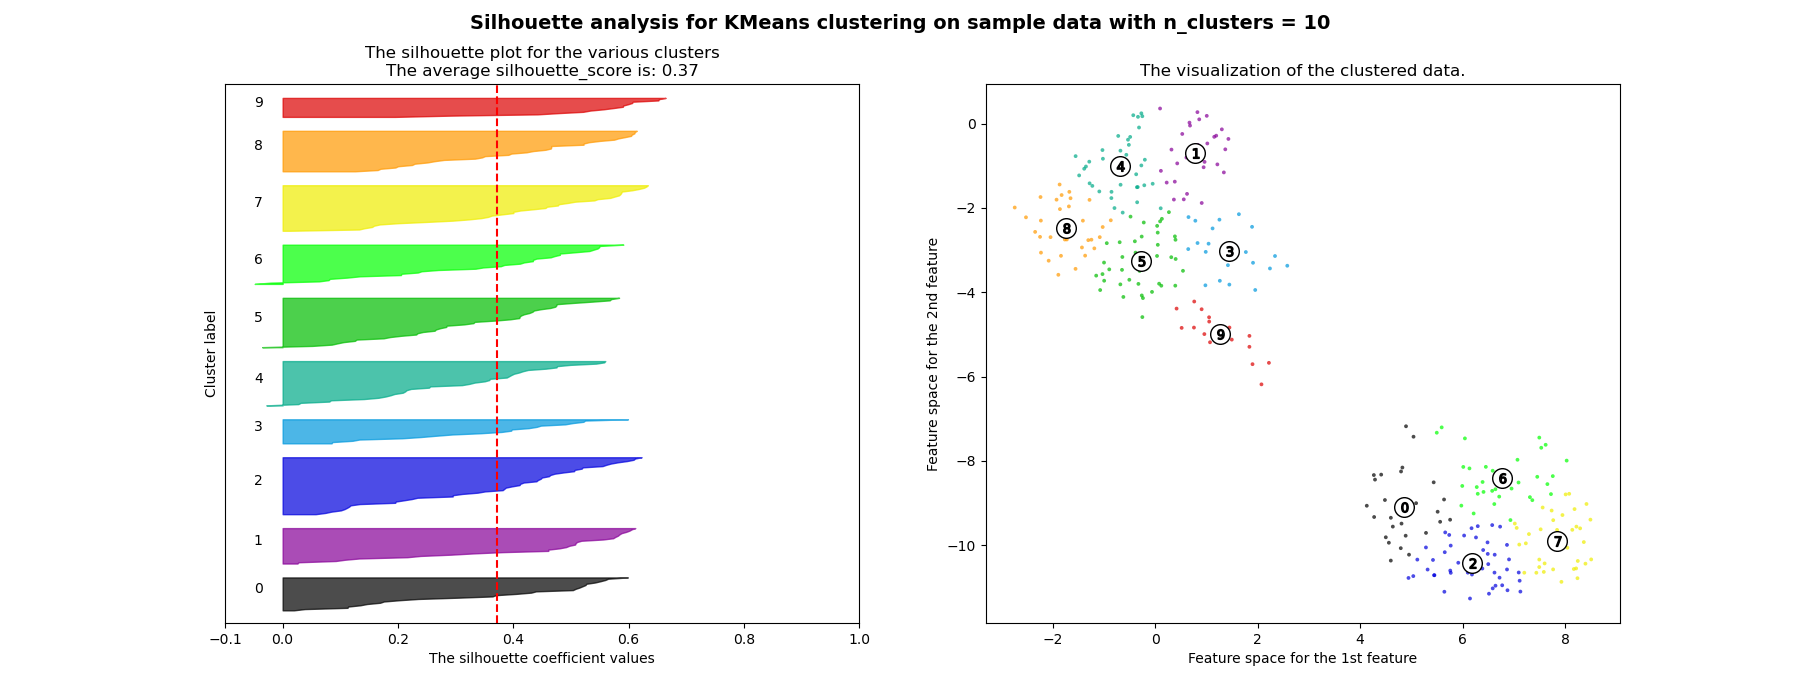 Silhouette analysis for KMeans clustering on sample data with n_clusters = 10
The silhouette plot for the various clusters
The average silhouette_score is: 0.37
9
8
7
6
5
4
3
2
1
0
Cluster label
−0.1 0.0 0.2 0.4 0.6 0.8 1.0
The silhouette coefficient values
The visualization of the clustered data.
0
−2
−4
−6
−8
−10
Feature space for the 2nd feature
1
4
8
3
5
9
6
0
7
2
−2 0 2 4 6 8
Feature space for the 1st feature